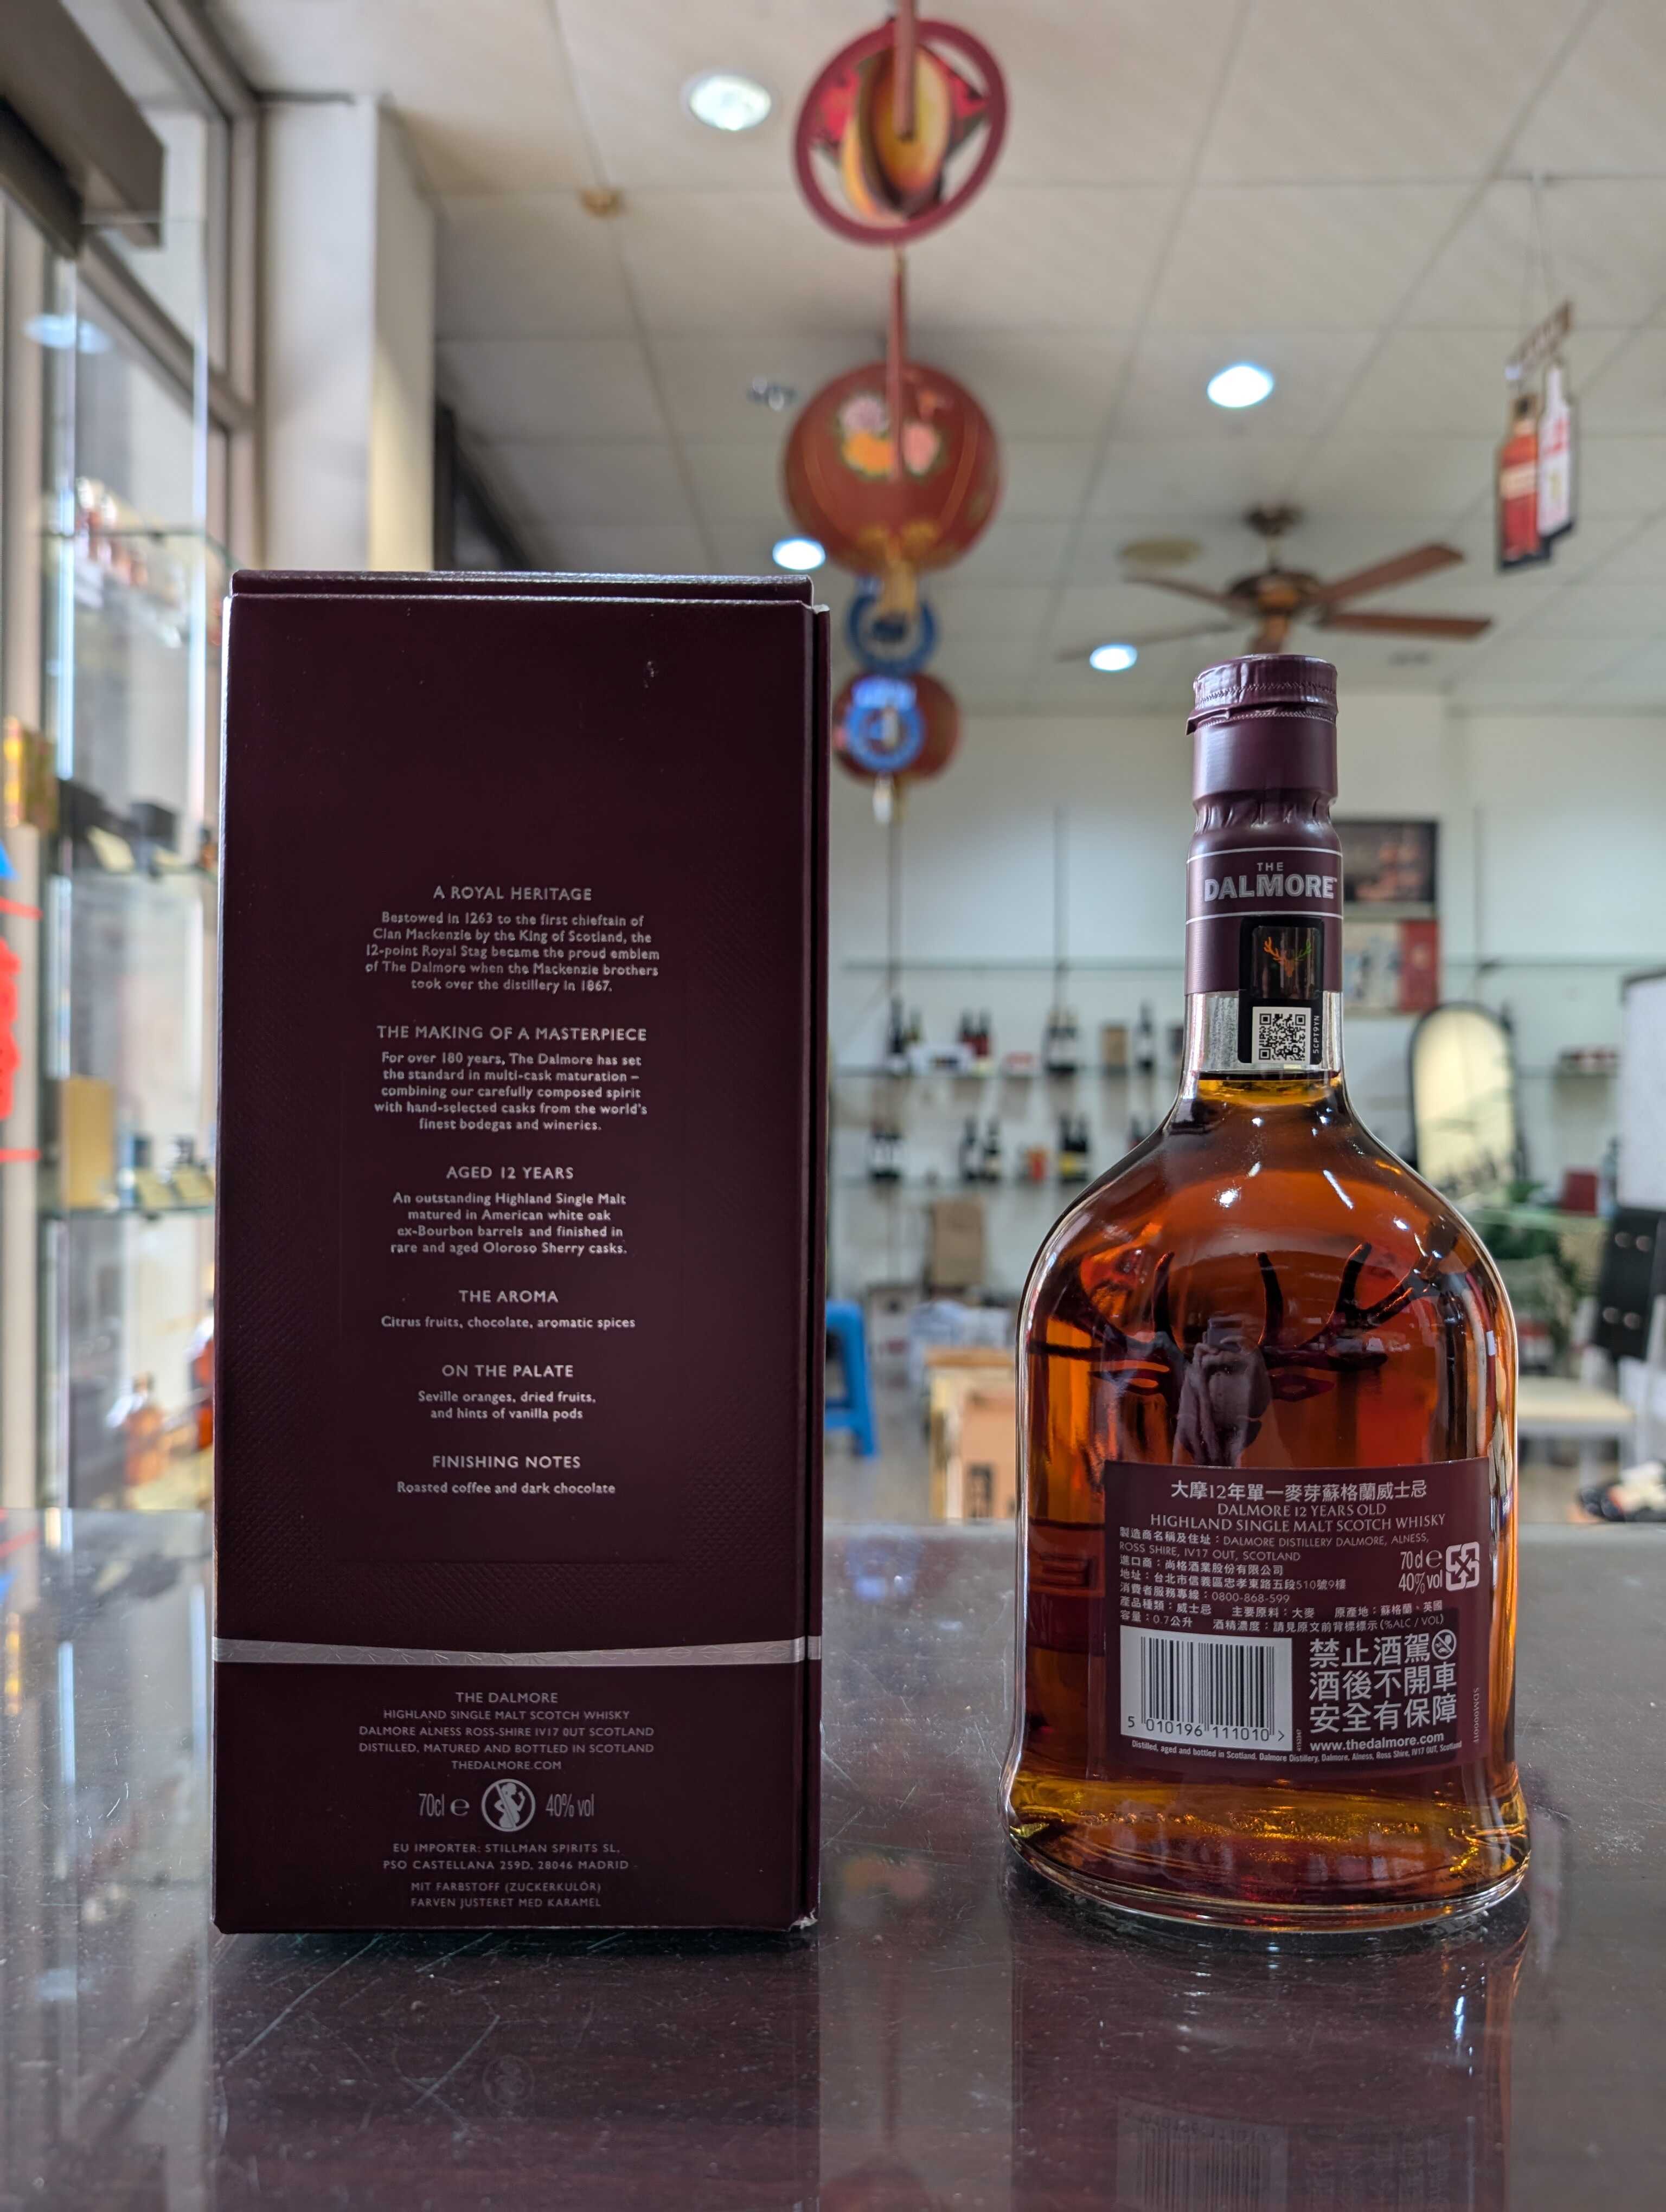 A ROYAL HERITAGE
Bestowed in 1263 to the first chieftain of
Clan Mackenzie by the King of Scotland, the
12-point Royal Stag became the proud emblem
of The Dalmore when the Mackenzie brothers
took over the distillery in 1867.
THE MAKING OF A MASTERPIECE
For over 180 years, The Dalmore has set
the standard in multi-cask maturation –
combining our carefully composed spirit
with hand-selected casks from the world's
finest bodegas and wineries.
AGED 12 YEARS
An outstanding Highland Single Malt
matured in American white oak
ex-Bourbon barrels and finished in
rare and aged Oloroso Sherry casks.
THE AROMA
Citrus fruits, chocolate, aromatic spices
ON THE PALATE
Seville oranges, dried fruits,
and hints of vanilla pods
FINISHING NOTES
Roasted coffee and dark chocolate
THE DALMORE
HIGHLAND SINGLE MALT SCOTCH WHISKY
DALMORE ALNESS ROSS-SHIRE IV17 0UT SCOTLAND
DISTILLED, MATURED AND BOTTLED IN SCOTLAND
THEDALMORE.COM
70cl e 40% vol
EU IMPORTER: STILLMAN SPIRITS SL,
PSO CASTELLANA 259D, 28046 MADRID
MIT FARBSTOFF (ZUCKERKULÖR)
FARVEN JUSTERET MED KARAMEL
THE
DALMORE™
5CPT9YN
大摩12年單一麥芽蘇格蘭威士忌
DALMORE 12 YEARS OLD
HIGHLAND SINGLE MALT SCOTCH WHISKY
製造商名稱及住址：DALMORE DISTILLERY DALMORE, ALNESS,
ROSS SHIRE, IV17 OUT, SCOTLAND
進口商：尚格酒業股份有限公司
地址：台北市信義區忠孝東路五段510號9樓
消費者服務專線：0800-868-599
產品種類：威士忌 主要原料：大麥 原產地：蘇格蘭、英國
容量：0.7公升 酒精濃度：請見原文前背標標示 (%ALC / VOL)
70cl e
40%vol
禁止酒駕
酒後不開車
安全有保障
5 010196 111010 >
www.thedalmore.com
Distilled, aged and bottled in Scotland. Dalmore Distillery, Dalmore, Alness, Ross Shire, IV17 0UT, Scotland